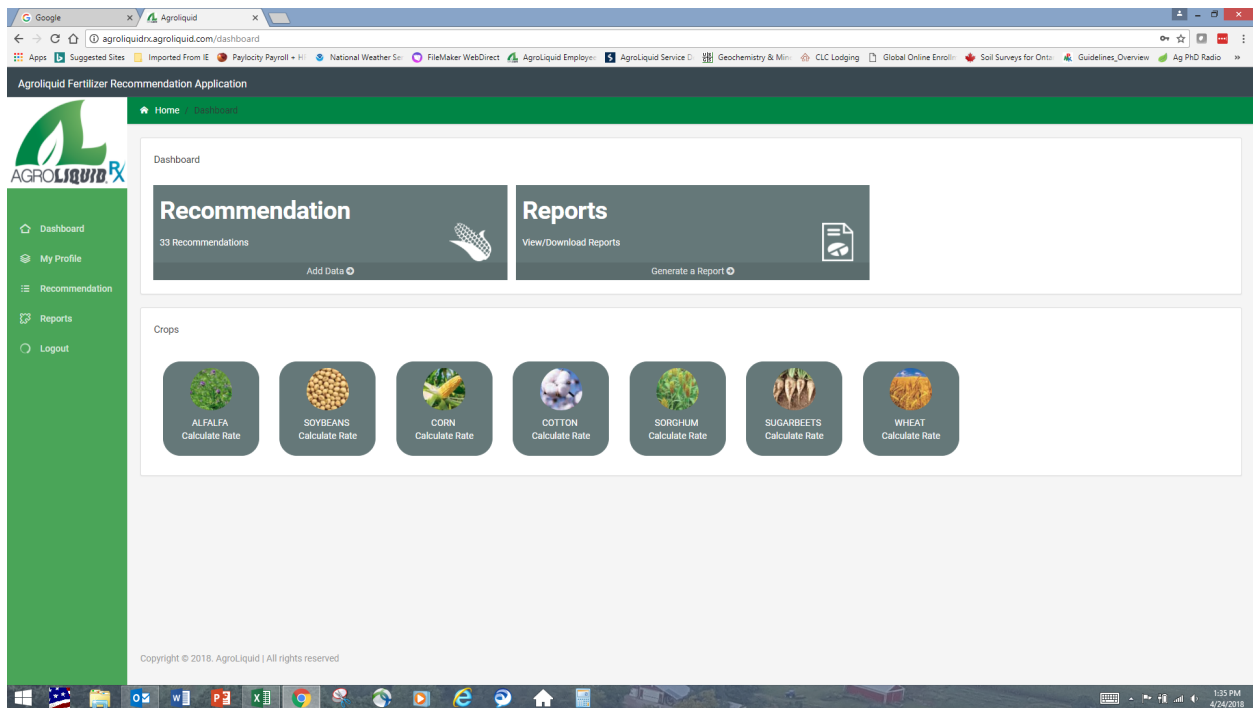 Google
Agroliquid
agroliquidrx.agroliquid.com/dashboard
Apps Suggested Sites Imported From IE Paylocity Payroll + H National Weather Se FileMaker WebDirect AgroLiquid Employee AgroLiquid Service D Geochemistry & Min CLC Lodging Global Online Enrolln Soil Surveys for Onta Guidelines_Overview Ag PhD Radio »
Agroliquid Fertilizer Recommendation Application
Home / Dashboard
AGROLIQUID Rx
Dashboard
My Profile
Recommendation
Reports
Logout
Dashboard
Recommendation
33 Recommendations
Add Data
Reports
View/Download Reports
Generate a Report
Crops
ALFALFA
Calculate Rate
SOYBEANS
Calculate Rate
CORN
Calculate Rate
COTTON
Calculate Rate
SORGHUM
Calculate Rate
SUGARBEETS
Calculate Rate
WHEAT
Calculate Rate
Copyright © 2018. AgroLiquid | All rights reserved
1:35 PM
4/24/2018